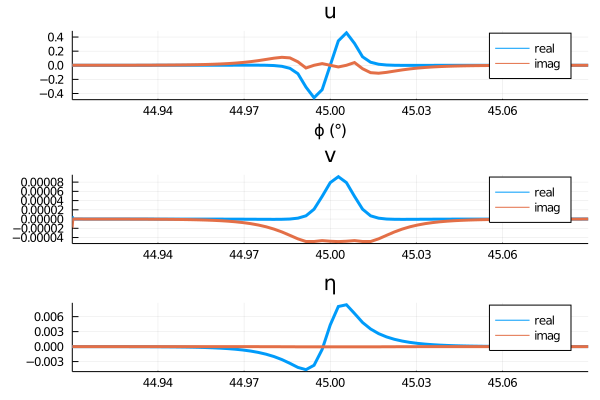 u
0.4
0.2
0.0
−0.2
−0.4
real
imag
44.94 44.97 45.00 45.03 45.06
ϕ (°)
v
0.00008
0.00006
0.00004
0.00002
0.00000
−0.00002
−0.00004
real
imag
44.94 44.97 45.00 45.03 45.06
η
0.006
0.003
0.000
−0.003
real
imag
44.94 44.97 45.00 45.03 45.06